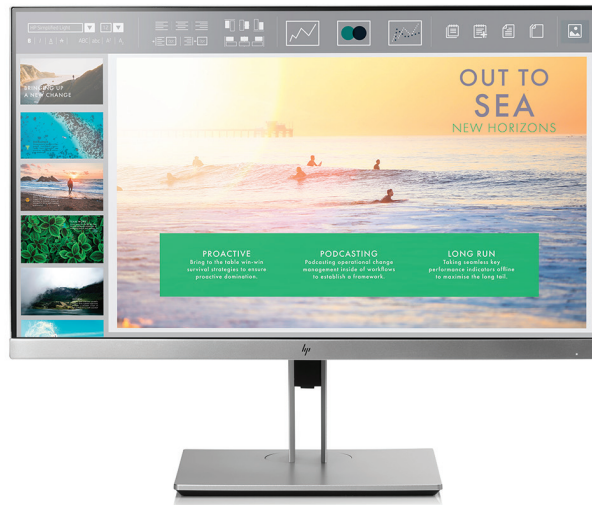 BRINGING UP
A NEW CHANGE
OUT TO
SEA
NEW HORIZONS
PROACTIVE
Bring to the table win-win
survival strategies to ensure
proactive domination.
PODCASTING
Podcasting operational change
management inside of workflows
to establish a framework.
LONG RUN
Taking seamless key
performance indicators offline
to maximise the long tail.
hp